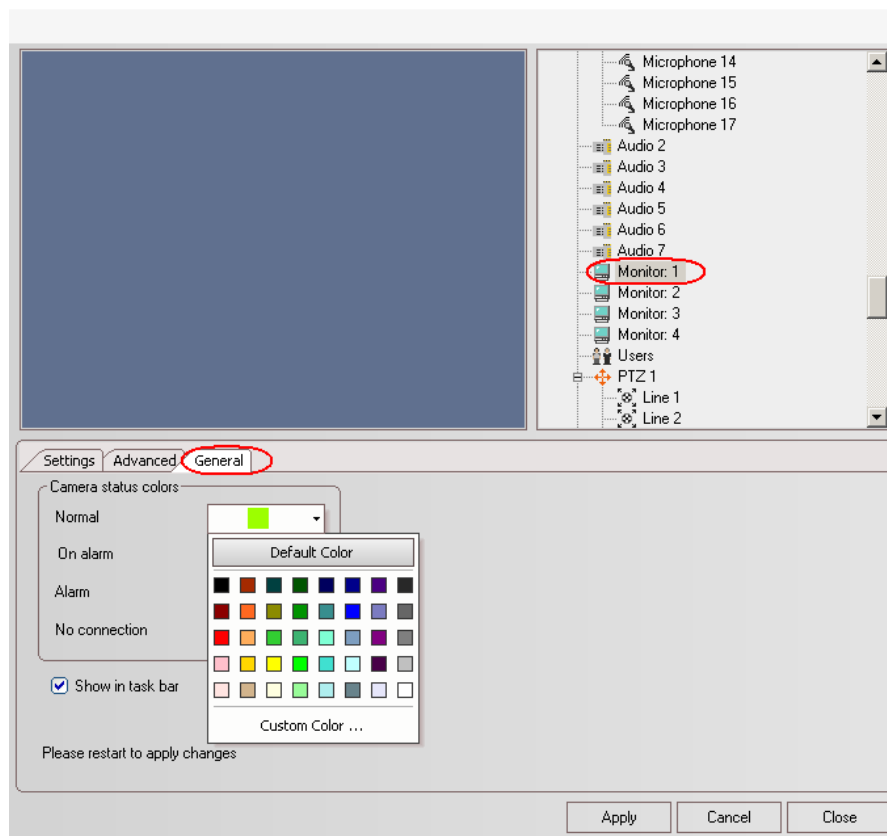 Microphone 14
Microphone 15
Microphone 16
Microphone 17
Audio 2
Audio 3
Audio 4
Audio 5
Audio 6
Audio 7
Monitor: 1
Monitor: 2
Monitor: 3
Monitor: 4
Users
PTZ 1
Line 1
Line 2
Settings Advanced General
Camera status colors
Normal
On alarm
Alarm
No connection
Default Color
Custom Color ...
Show in task bar
Please restart to apply changes
Apply Cancel Close